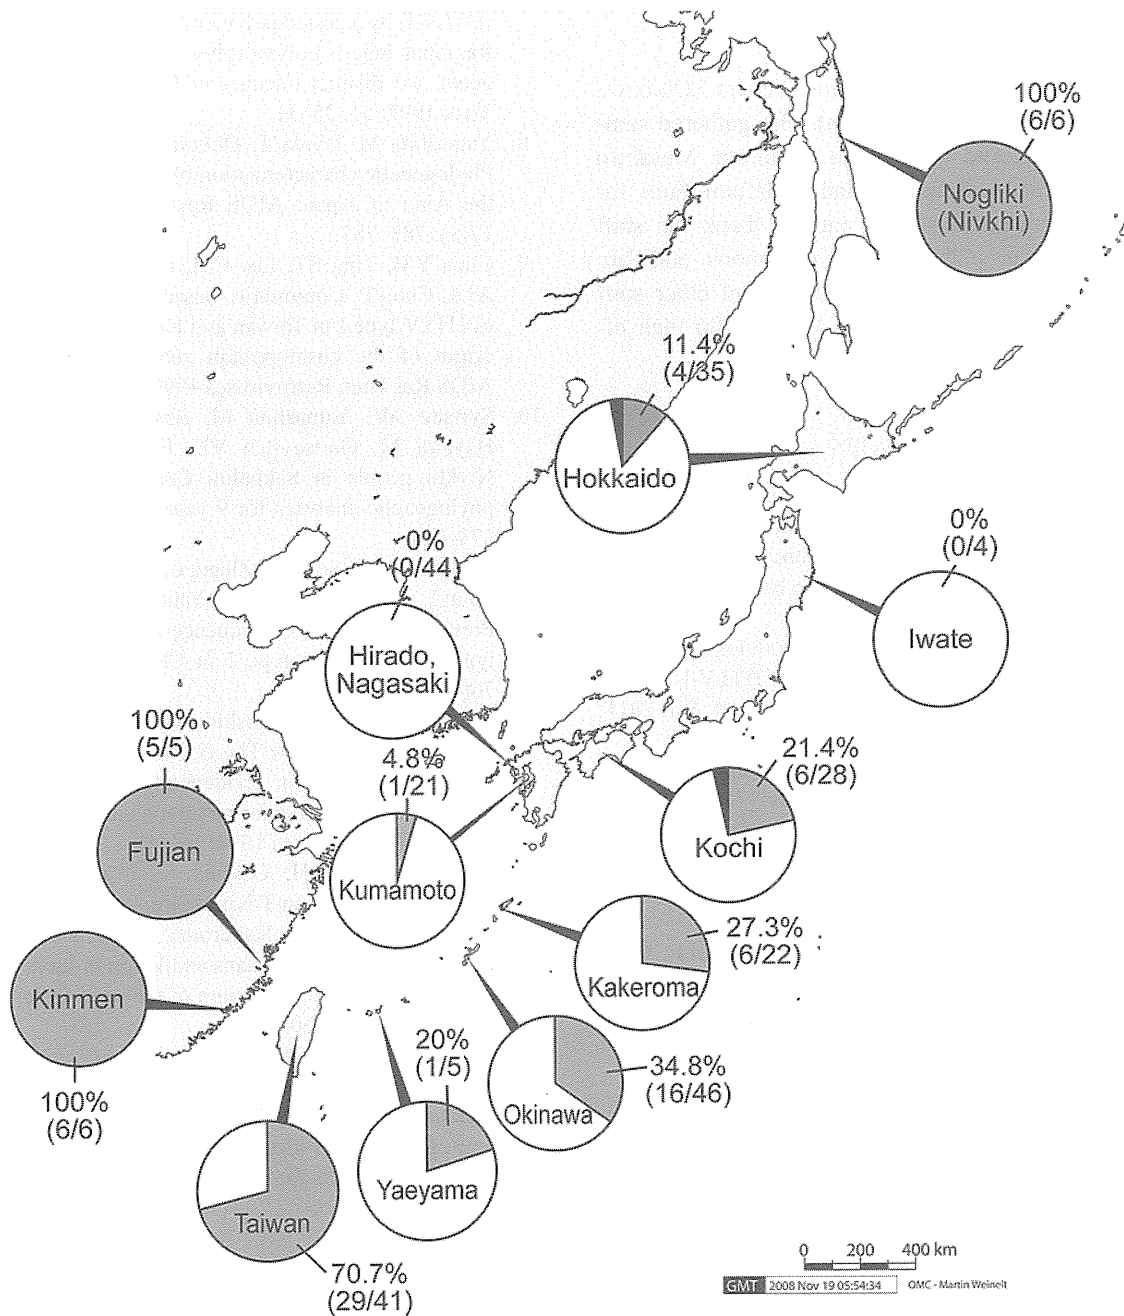 100%
(6/6)
Nogliki
(Nivkhi)
11.4%
(4/35)
Hokkaido
0%
(0/44)
Hirado,
Nagasaki
0%
(0/4)
Iwate
100%
(5/5)
Fujian
4.8%
(1/21)
Kumamoto
21.4%
(6/28)
Kochi
27.3%
(6/22)
Kakeroma
Kinmen
100%
(6/6)
20%
(1/5)
Yaeyama
34.8%
(16/46)
Okinawa
Taiwan
70.7%
(29/41)
0 200 400 km
GMT 2008 Nov 19 05:54:34 OMC - Martin Weinelt